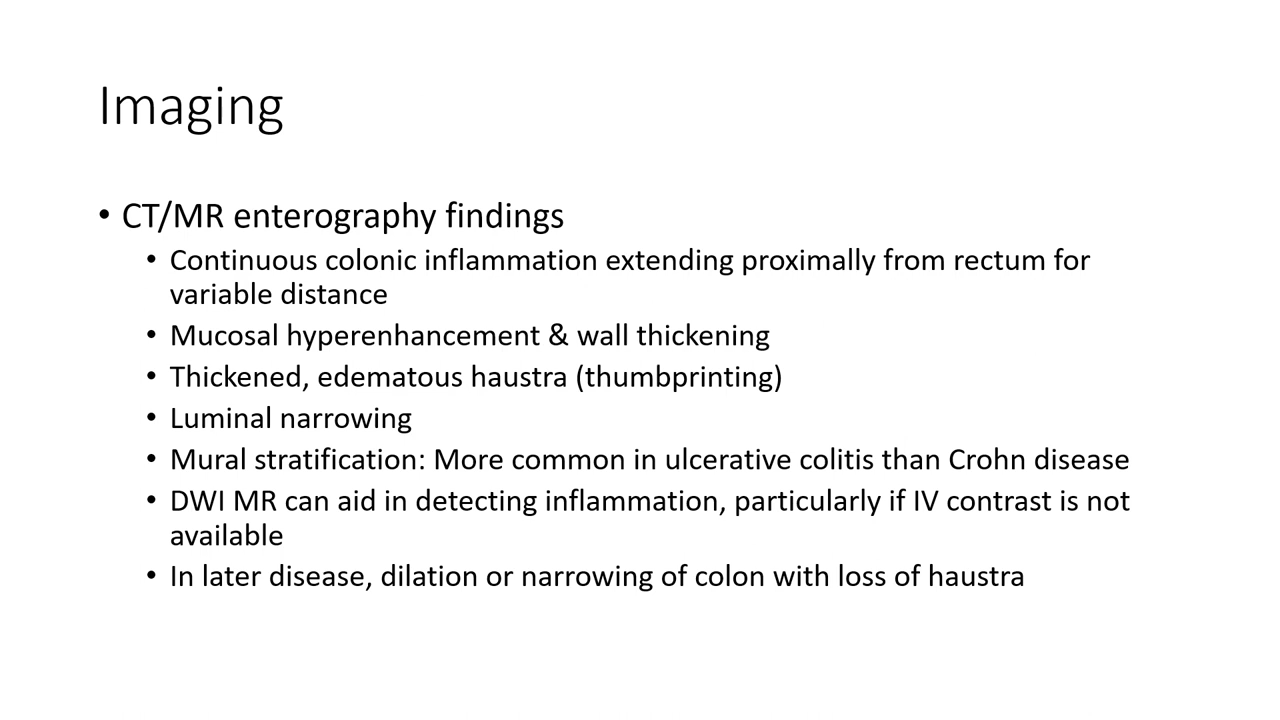 Imaging
• CT/MR enterography findings
• Continuous colonic inflammation extending proximally from rectum for
variable distance
• Mucosal hyperenhancement & wall thickening
• Thickened, edematous haustra (thumbprinting)
• Luminal narrowing
• Mural stratification: More common in ulcerative colitis than Crohn disease
• DWI MR can aid in detecting inflammation, particularly if IV contrast is not
available
• In later disease, dilation or narrowing of colon with loss of haustra